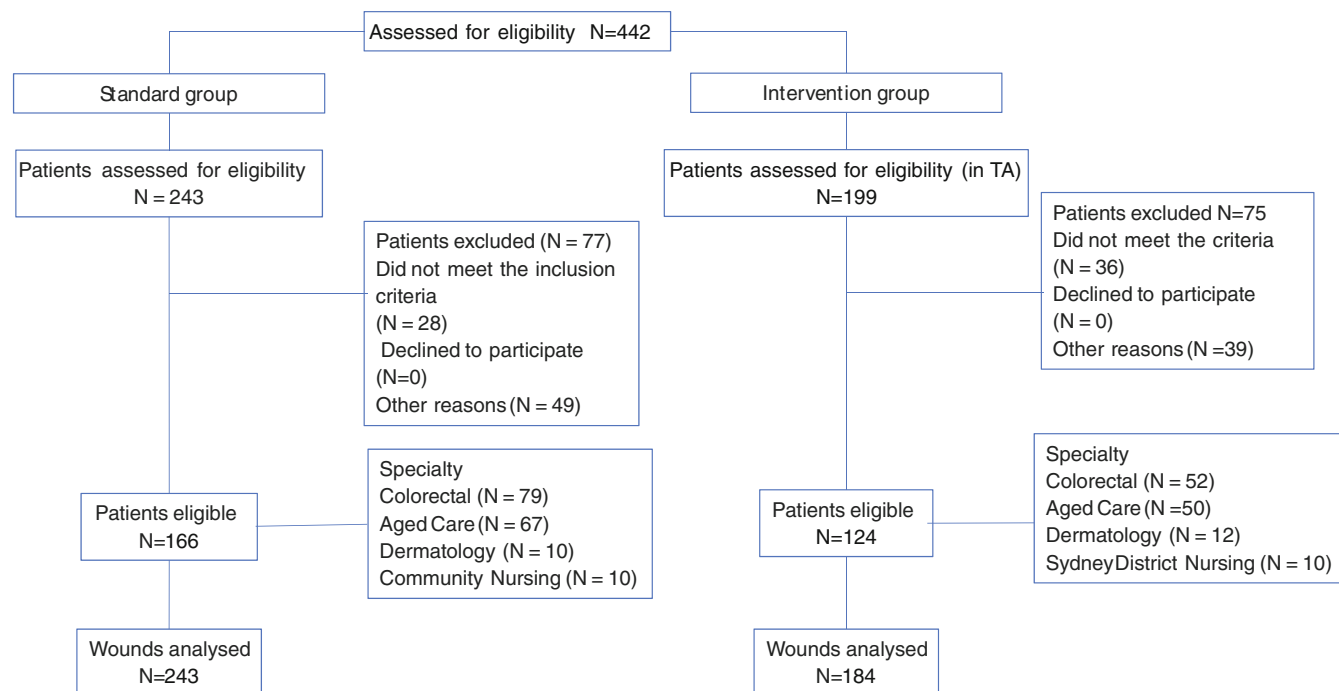 Assessed for eligibility N=442
Standard group
Intervention group
Patients assessed for eligibility
N = 243
Patients assessed for eligibility (in TA)
N=199
Patients excluded (N = 77)
Did not meet the inclusion
criteria
(N = 28)
Declined to participate
(N=0)
Other reasons (N = 49)
Patients excluded N=75
Did not meet the criteria
(N = 36)
Declined to participate
(N = 0)
Other reasons (N =39)
Patients eligible
N=166
Specialty
Colorectal (N = 79)
Aged Care (N = 67)
Dermatology (N = 10)
Community Nursing (N = 10)
Patients eligible
N=124
Specialty
Colorectal (N = 52)
Aged Care (N =50)
Dermatology (N = 12)
SydneyDistrict Nursing (N = 10)
Wounds analysed
N=243
Wounds analysed
N=184